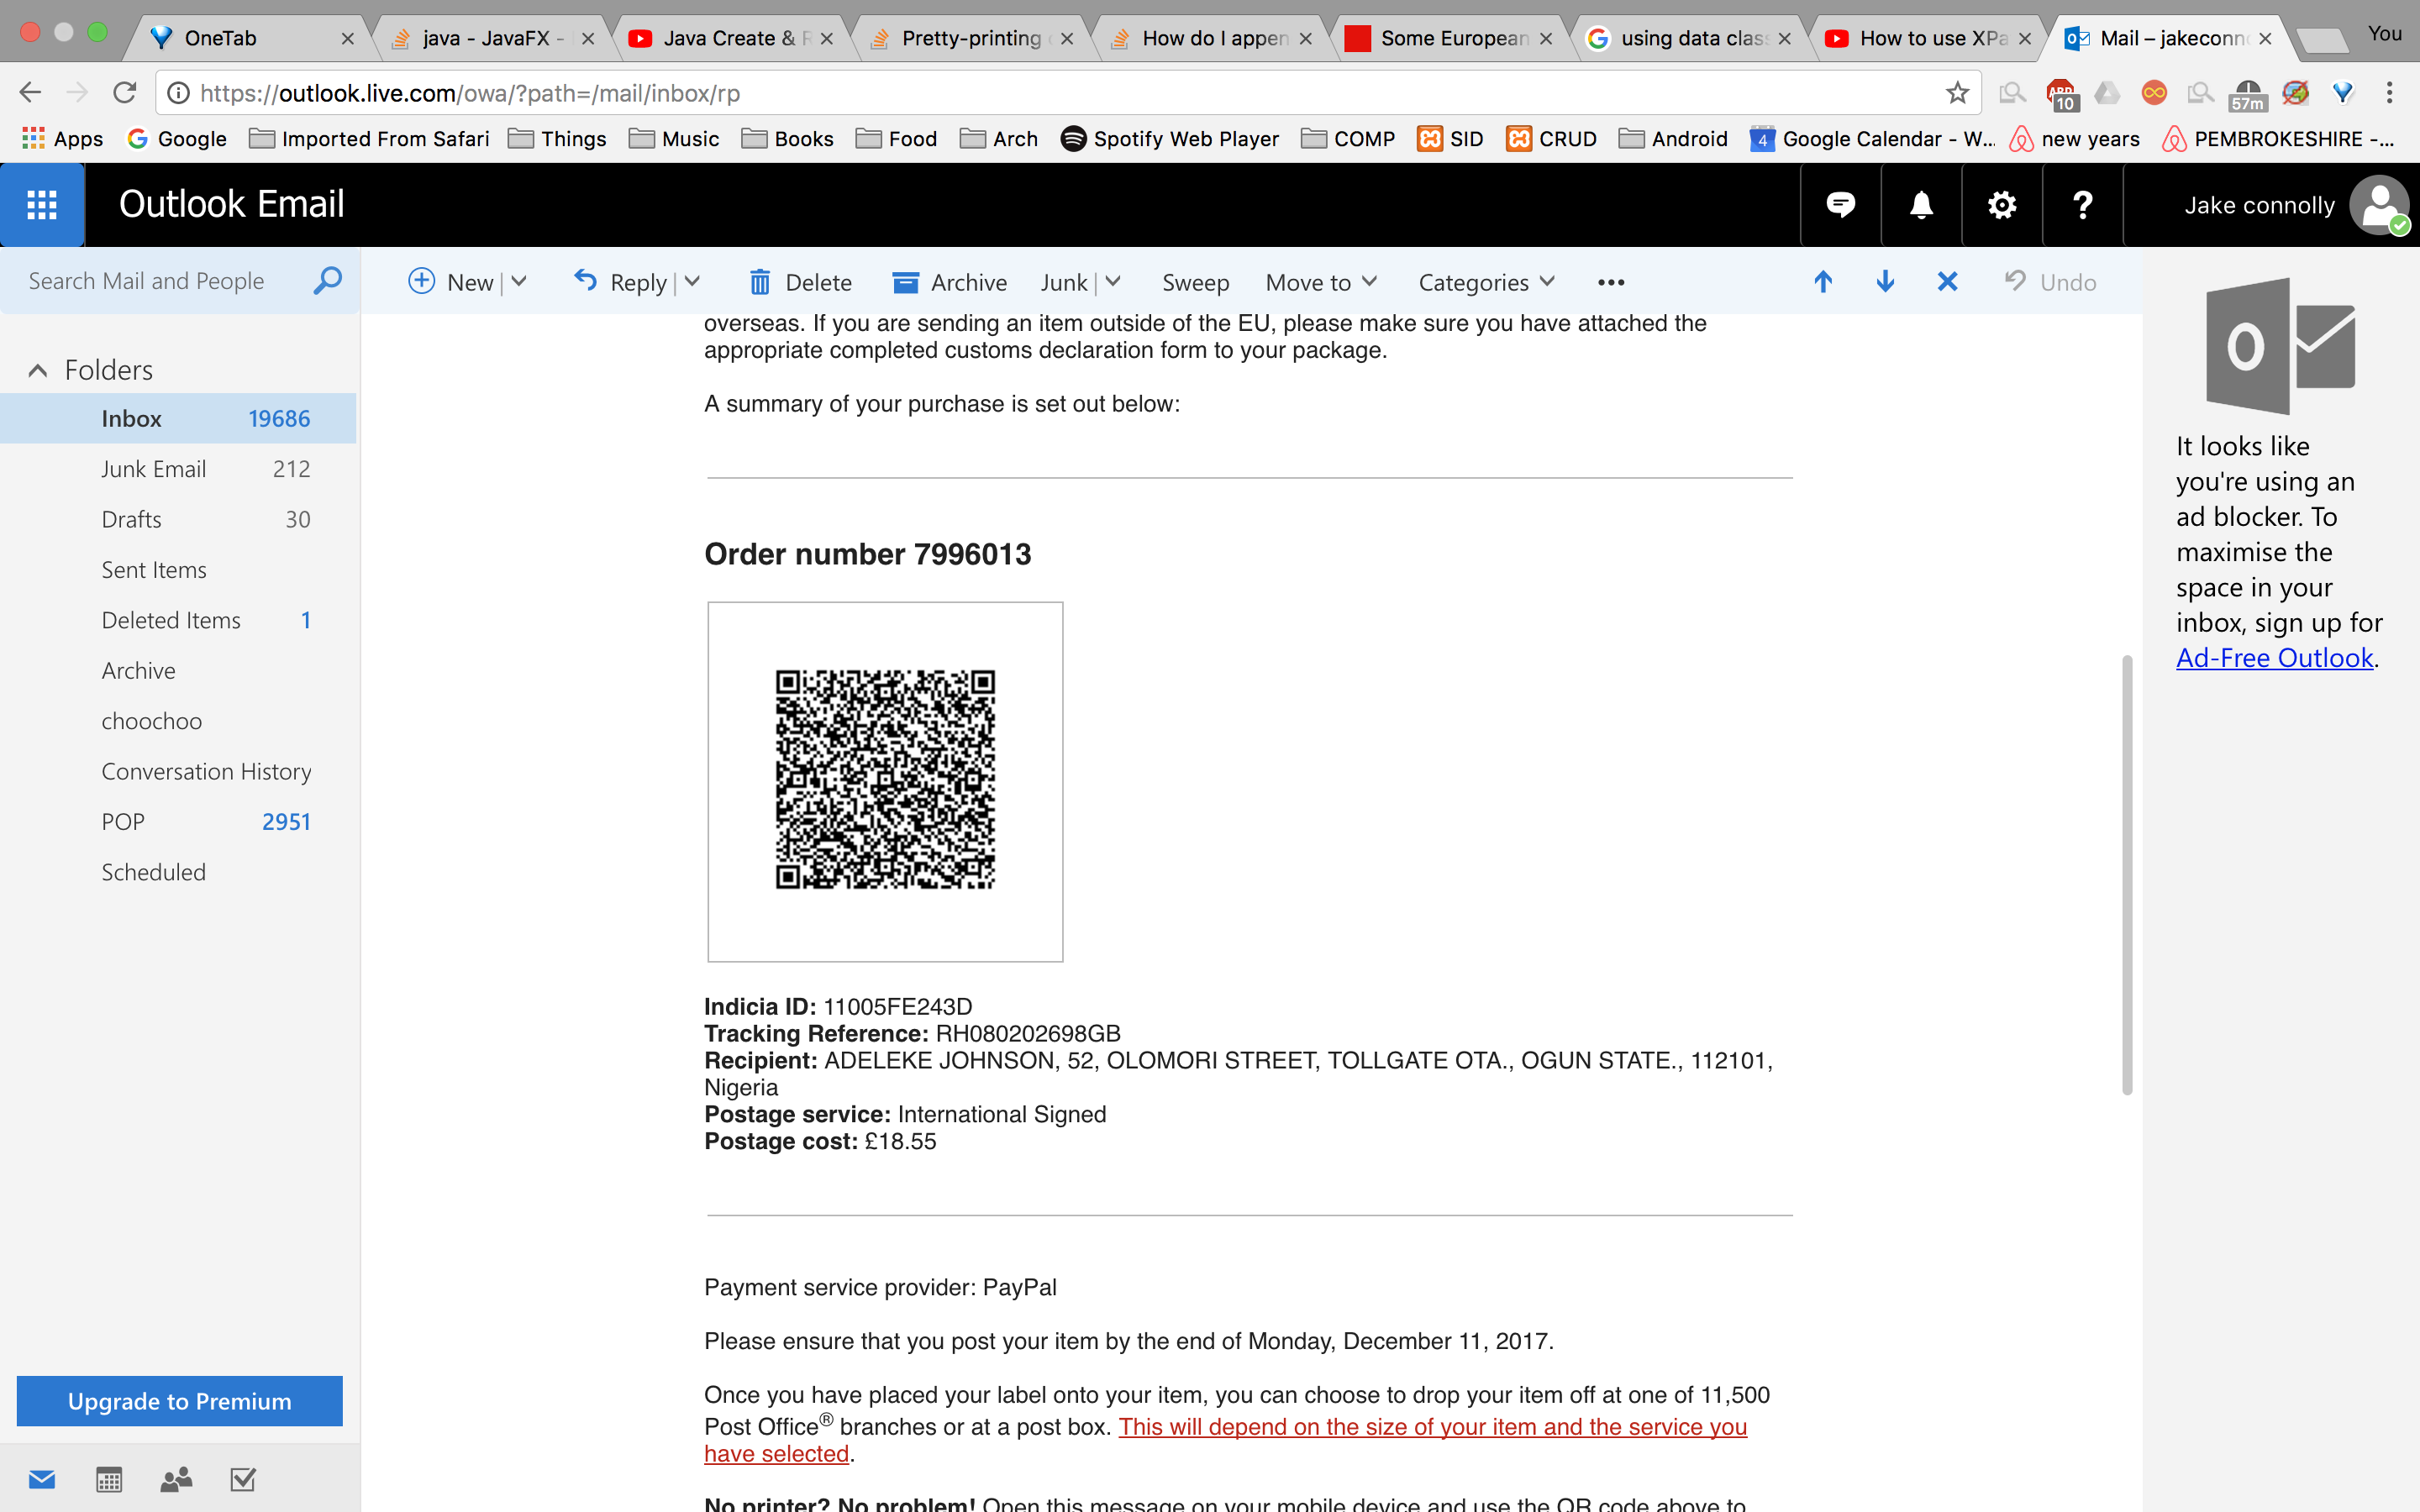 OneTab
java - JavaFX -
Java Create &
Pretty-printing
How do I appen
Some European
using data clas
How to use XPa
Mail – jakeconn
You
https://outlook.live.com/owa/?path=/mail/inbox/rp
10
57m
Apps
Google
Imported From Safari
Things
Music
Books
Food
Arch
Spotify Web Player
COMP
SID
CRUD
Android
4
Google Calendar - W...
new years
PEMBROKESHIRE -...
Outlook Email
Jake connolly
Search Mail and People
New
Reply
Delete
Archive
Junk
Sweep
Move to
Categories
Undo
Folders
Inbox 19686
Junk Email 212
Drafts 30
Sent Items
Deleted Items 1
Archive
choochoo
Conversation History
POP 2951
Scheduled
Upgrade to Premium
overseas. If you are sending an item outside of the EU, please make sure you have attached the
appropriate completed customs declaration form to your package.
A summary of your purchase is set out below:
Order number 7996013
Indicia ID: 11005FE243D
Tracking Reference: RH080202698GB
Recipient: ADELEKE JOHNSON, 52, OLOMORI STREET, TOLLGATE OTA., OGUN STATE., 112101,
Nigeria
Postage service: International Signed
Postage cost: £18.55
Payment service provider: PayPal
Please ensure that you post your item by the end of Monday, December 11, 2017.
Once you have placed your label onto your item, you can choose to drop your item off at one of 11,500
Post Office® branches or at a post box. This will depend on the size of your item and the service you
have selected.
No printer? No problem! Open this message on your mobile device and use the QR code above to
It looks like
you're using an
ad blocker. To
maximise the
space in your
inbox, sign up for
Ad-Free Outlook.